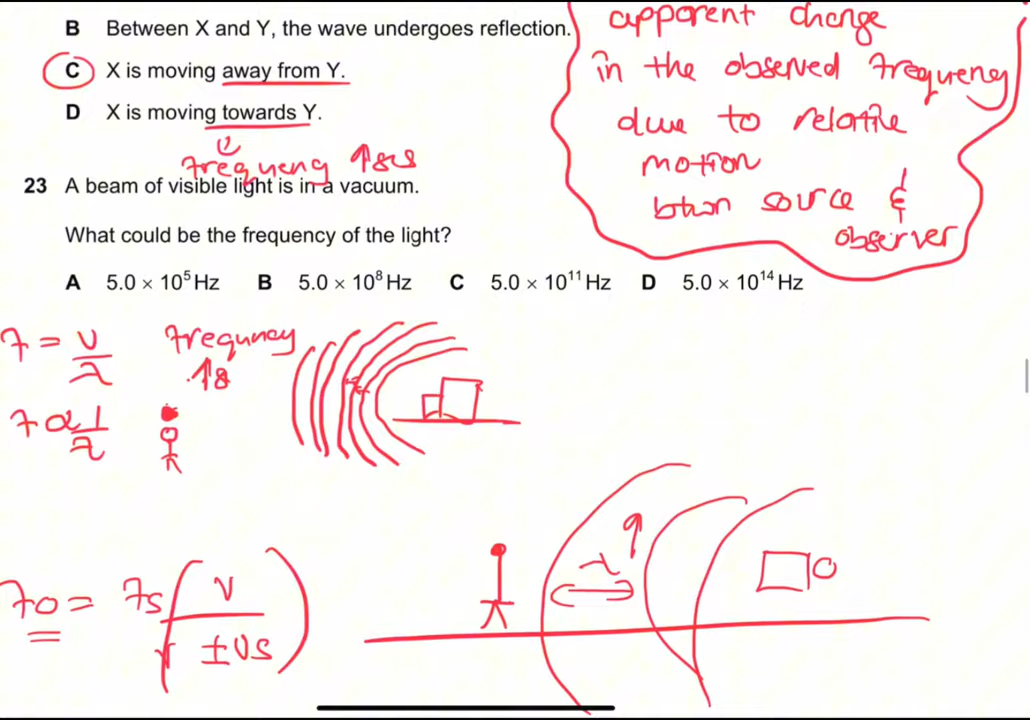 B Between X and Y, the wave undergoes reflection.
C X is moving away from Y.
D X is moving towards Y.
frequeng ↑ses
apparent change
in the observed frequency
due to relative
motion
btwn source &
observer
23 A beam of visible light is in a vacuum.
What could be the frequency of the light?
A 5.0 × 10⁵ Hz B 5.0 × 10⁸ Hz C 5.0 × 10¹¹ Hz D 5.0 × 10¹⁴ Hz
f = v/λ
frequncy
↑s
f ∝ 1/λ
λ ↑
fo = fs (v / v ± vs)